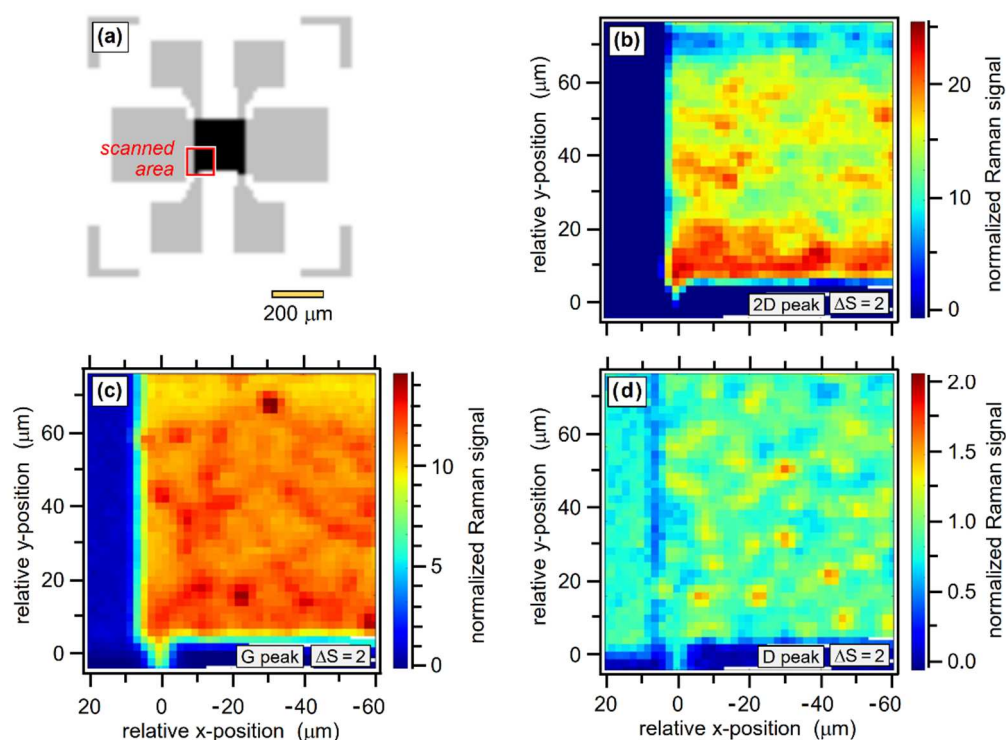 (a)
scanned
area
200 μm
(b)
relative y-position (μm)
60
40
20
0
2D peak
ΔS = 2
20
10
0
normalized Raman signal
(c)
relative y-position (μm)
60
40
20
0
G peak
ΔS = 2
20
0
-20
-40
-60
relative x-position (μm)
10
5
0
normalized Raman signal
(d)
relative y-position (μm)
60
40
20
0
D peak
ΔS = 2
20
0
-20
-40
-60
relative x-position (μm)
2.0
1.5
1.0
0.5
0.0
normalized Raman signal